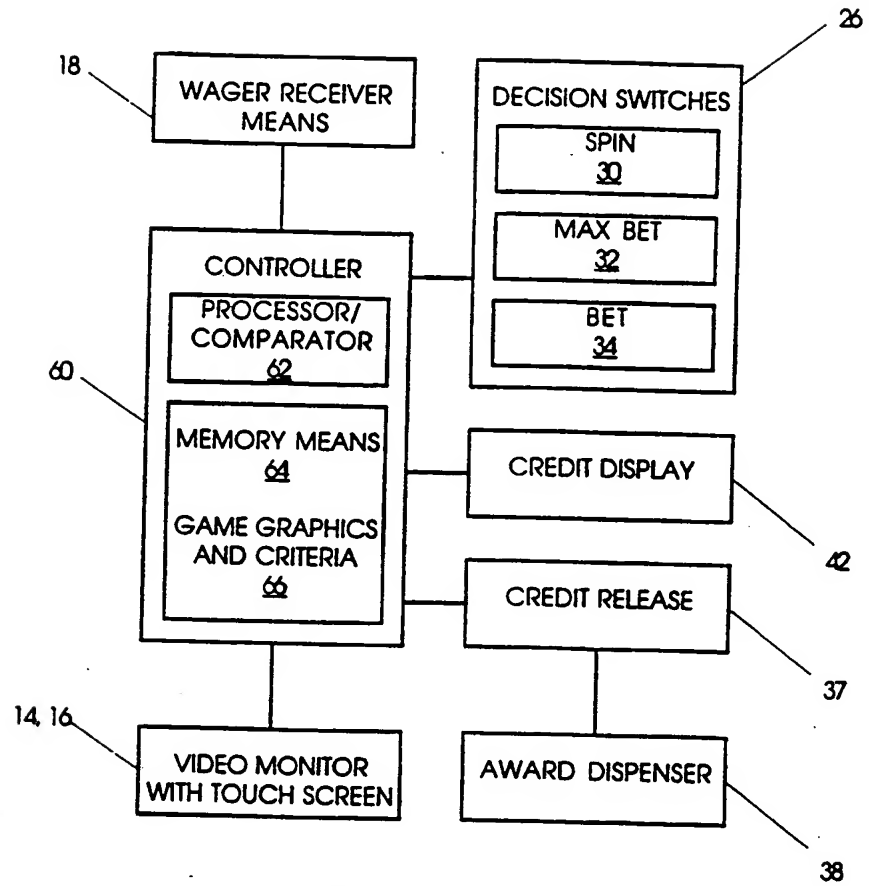 26
18
WAGER RECEIVER
MEANS
DECISION SWITCHES
SPIN
30
MAX BET
32
BET
34
CONTROLLER
PROCESSOR/
COMPARATOR
62
60
MEMORY MEANS
64
GAME GRAPHICS
AND CRITERIA
66
CREDIT DISPLAY
42
CREDIT RELEASE
37
14, 16
VIDEO MONITOR
WITH TOUCH SCREEN
AWARD DISPENSER
38